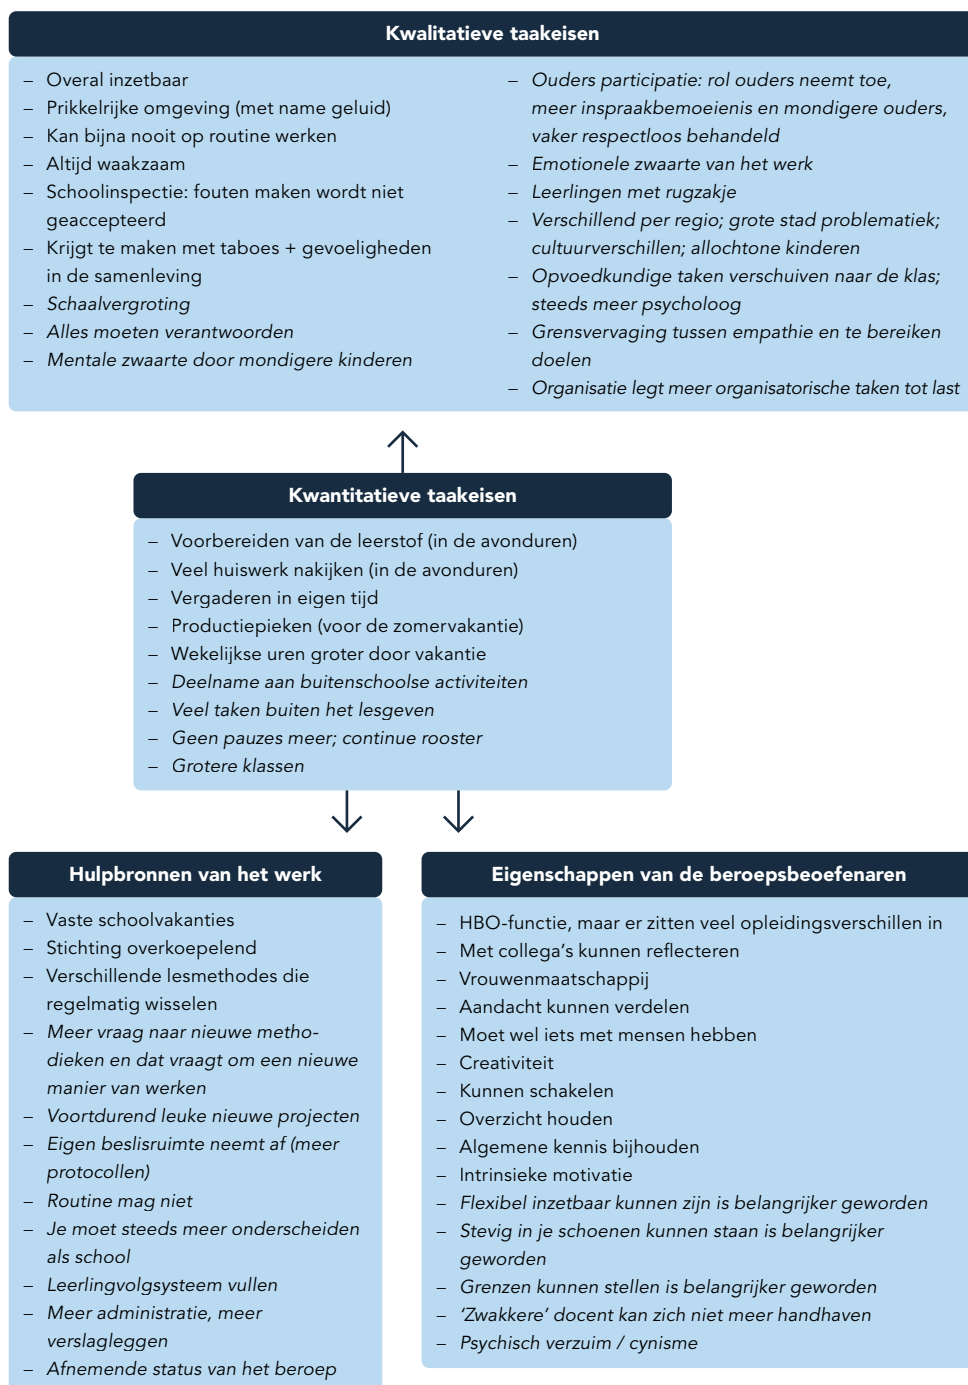 Kwalitatieve taakeisen
– Overal inzetbaar
– Prikkelrijke omgeving (met name geluid)
– Kan bijna nooit op routine werken
– Altijd waakzaam
– Schoolinspectie: fouten maken wordt niet
geaccepteerd
– Krijgt te maken met taboes + gevoeligheden
in de samenleving
– Schaalvergroting
– Alles moeten verantwoorden
– Mentale zwaarte door mondigere kinderen
– Ouders participatie: rol ouders neemt toe,
meer inspraakbemoeienis en mondigere ouders,
vaker respectloos behandeld
– Emotionele zwaarte van het werk
– Leerlingen met rugzakje
– Verschillend per regio; grote stad problematiek;
cultuurverschillen; allochtone kinderen
– Opvoedkundige taken verschuiven naar de klas;
steeds meer psycholoog
– Grensvervaging tussen empathie en te bereiken
doelen
– Organisatie legt meer organisatorische taken tot last
Kwantitatieve taakeisen
– Voorbereiden van de leerstof (in de avonduren)
– Veel huiswerk nakijken (in de avonduren)
– Vergaderen in eigen tijd
– Productiepieken (voor de zomervakantie)
– Wekelijkse uren groter door vakantie
– Deelname aan buitenschoolse activiteiten
– Veel taken buiten het lesgeven
– Geen pauzes meer; continue rooster
– Grotere klassen
Hulpbronnen van het werk
– Vaste schoolvakanties
– Stichting overkoepelend
– Verschillende lesmethodes die
regelmatig wisselen
– Meer vraag naar nieuwe metho-
dieken en dat vraagt om een nieuwe
manier van werken
– Voortdurend leuke nieuwe projecten
– Eigen beslisruimte neemt af (meer
protocollen)
– Routine mag niet
– Je moet steeds meer onderscheiden
als school
– Leerlingvolgsysteem vullen
– Meer administratie, meer
verslagleggen
– Afnemende status van het beroep
Eigenschappen van de beroepsbeoefenaren
– HBO-functie, maar er zitten veel opleidingsverschillen in
– Met collega's kunnen reflecteren
– Vrouwenmaatschappij
– Aandacht kunnen verdelen
– Moet wel iets met mensen hebben
– Creativiteit
– Kunnen schakelen
– Overzicht houden
– Algemene kennis bijhouden
– Intrinsieke motivatie
– Flexibel inzetbaar kunnen zijn is belangrijker geworden
– Stevig in je schoenen kunnen staan is belangrijker
geworden
– Grenzen kunnen stellen is belangrijker geworden
– 'Zwakkere' docent kan zich niet meer handhaven
– Psychisch verzuim / cynisme